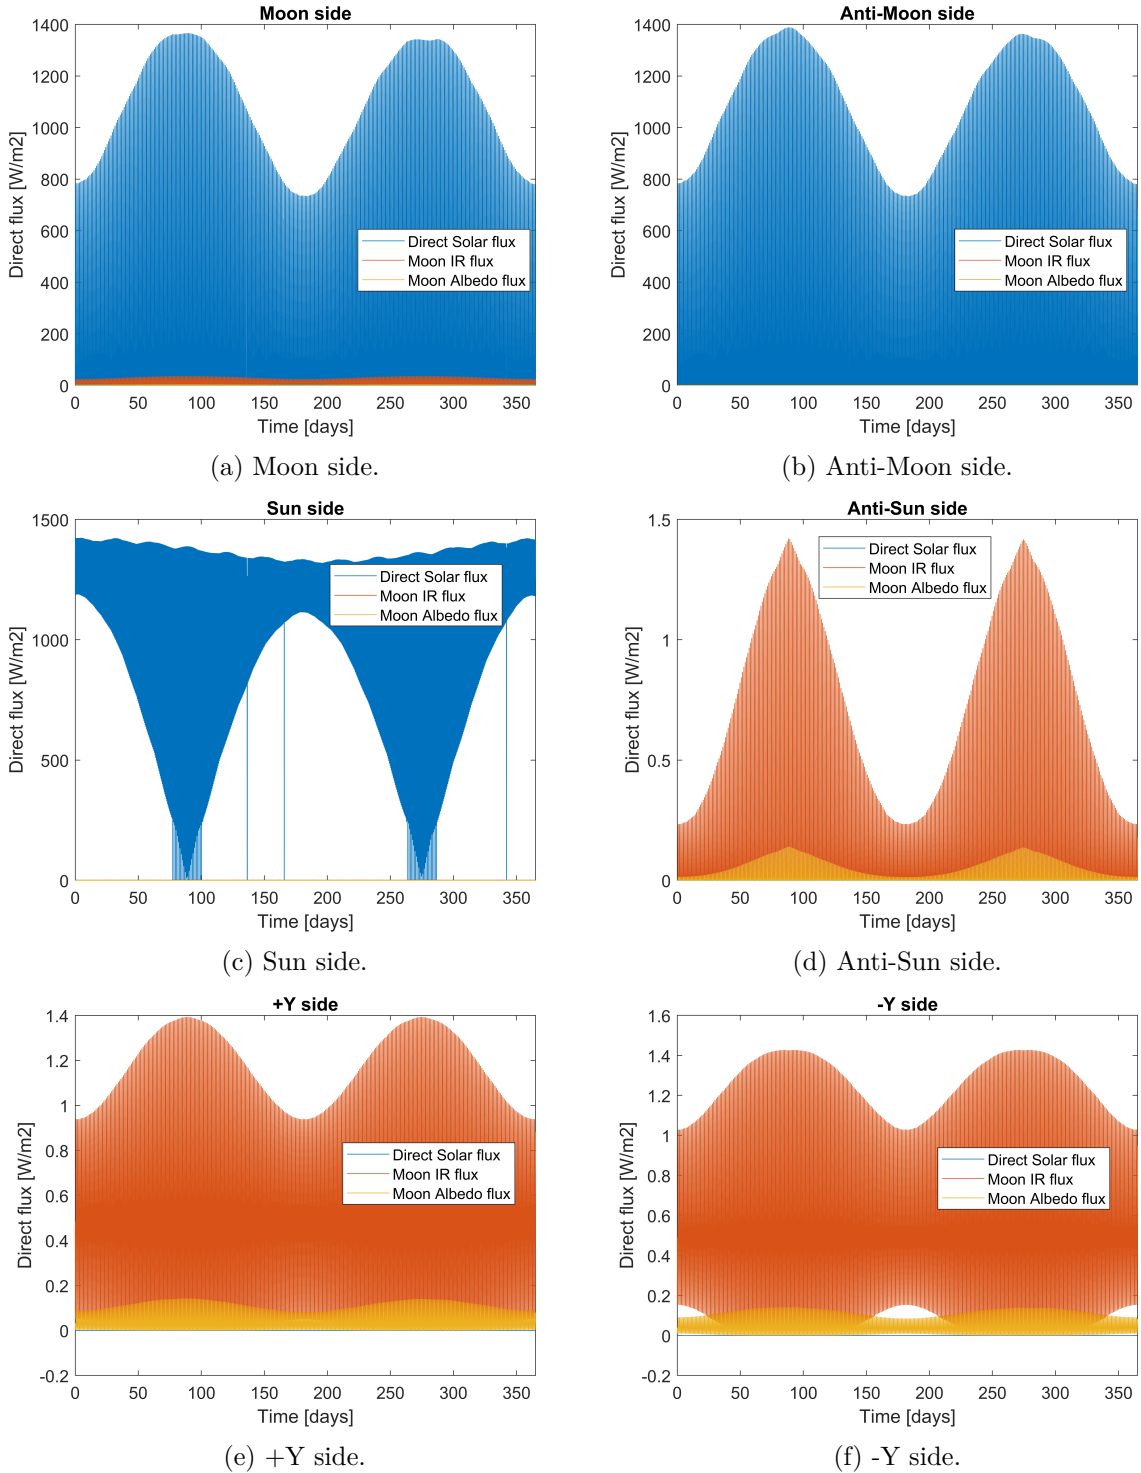 Moon side
1400
1200
1000
800
600
400
200
0
Direct flux [W/m2]
Direct Solar flux
Moon IR flux
Moon Albedo flux
0 50 100 150 200 250 300 350
Time [days]
(a) Moon side.
Anti-Moon side
1400
1200
1000
800
600
400
200
0
Direct flux [W/m2]
Direct Solar flux
Moon IR flux
Moon Albedo flux
0 50 100 150 200 250 300 350
Time [days]
(b) Anti-Moon side.
Sun side
1500
1000
500
0
Direct flux [W/m2]
Direct Solar flux
Moon IR flux
Moon Albedo flux
0 50 100 150 200 250 300 350
Time [days]
(c) Sun side.
Anti-Sun side
1.5
1
0.5
0
Direct flux [W/m2]
Direct Solar flux
Moon IR flux
Moon Albedo flux
0 50 100 150 200 250 300 350
Time [days]
(d) Anti-Sun side.
+Y side
1.4
1.2
1
0.8
0.6
0.4
0.2
0
-0.2
Direct flux [W/m2]
Direct Solar flux
Moon IR flux
Moon Albedo flux
0 50 100 150 200 250 300 350
Time [days]
(e) +Y side.
-Y side
1.6
1.4
1.2
1
0.8
0.6
0.4
0.2
0
-0.2
Direct flux [W/m2]
Direct Solar flux
Moon IR flux
Moon Albedo flux
0 50 100 150 200 250 300 350
Time [days]
(f) -Y side.